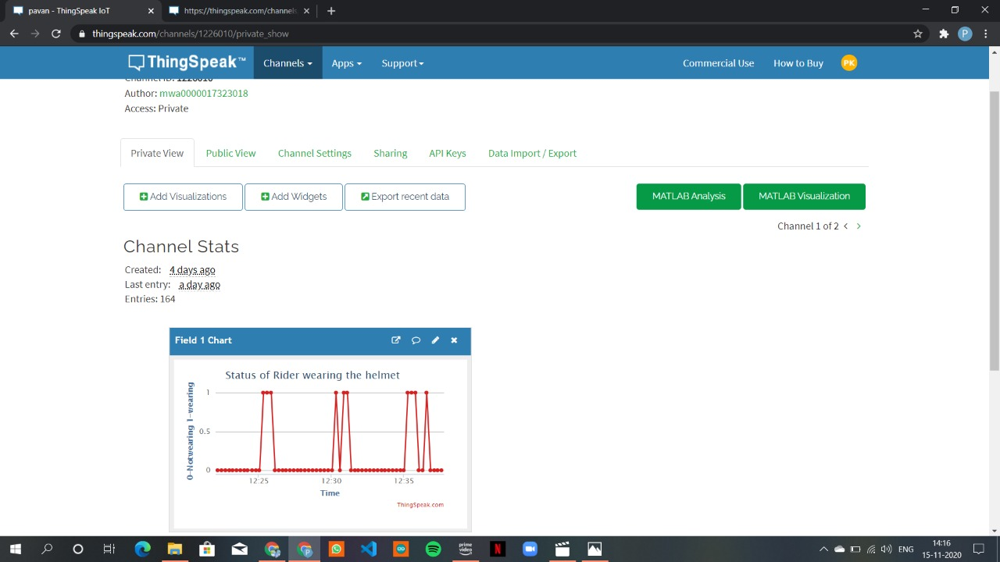 pavan - ThingSpeak IoT
https://thingspeak.com/channels
thingspeak.com/channels/1226010/private_show
P
ThingSpeak™
Channels
Apps
Support
Commercial Use
How to Buy
PK
Channel ID: 1226010
Author: mwa0000017323018
Access: Private
Private View
Public View
Channel Settings
Sharing
API Keys
Data Import / Export
Add Visualizations
Add Widgets
Export recent data
MATLAB Analysis
MATLAB Visualization
Channel 1 of 2 < >
Channel Stats
Created: 4 days ago
Last entry: a day ago
Entries: 164
Field 1 Chart
Status of Rider wearing the helmet
0-Notwearing 1-wearing
1
0.5
0
12:25 12:30 12:35
Time
ThingSpeak.com
prime video
N
ENG
14:16
15-11-2020